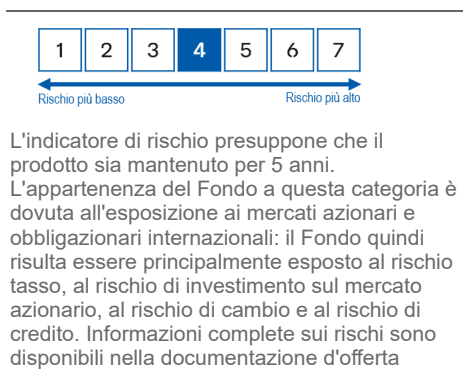 1 2 3 4 5 6 7
Rischio più basso Rischio più alto
L'indicatore di rischio presuppone che il
prodotto sia mantenuto per 5 anni.
L'appartenenza del Fondo a questa categoria è
dovuta all'esposizione ai mercati azionari e
obbligazionari internazionali: il Fondo quindi
risulta essere principalmente esposto al rischio
tasso, al rischio di investimento sul mercato
azionario, al rischio di cambio e al rischio di
credito. Informazioni complete sui rischi sono
disponibili nella documentazione d'offerta